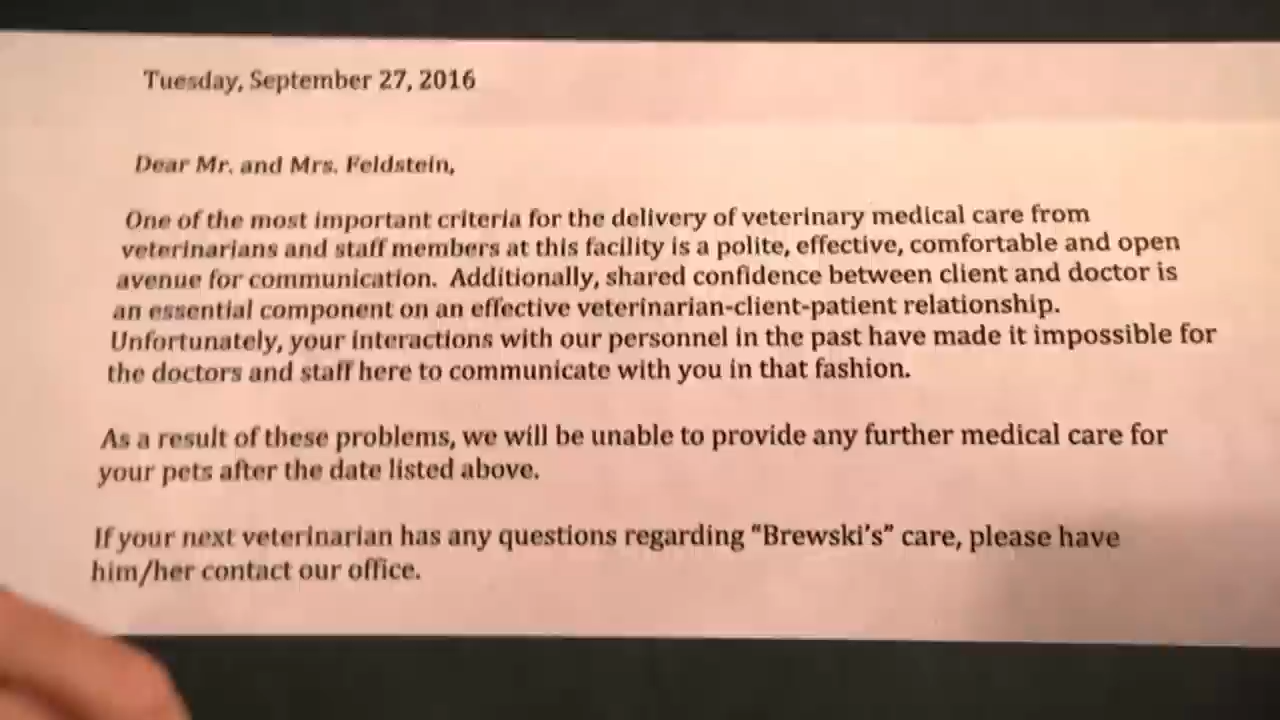 Tuesday, September 27, 2016
Dear Mr. and Mrs. Feldstein,
One of the most important criteria for the delivery of veterinary medical care from
veterinarians and staff members at this facility is a polite, effective, comfortable and open
avenue for communication.  Additionally, shared confidence between client and doctor is
an essential component on an effective veterinarian-client-patient relationship.
Unfortunately, your interactions with our personnel in the past have made it impossible for
the doctors and staff here to communicate with you in that fashion.
As a result of these problems, we will be unable to provide any further medical care for
your pets after the date listed above.
If your next veterinarian has any questions regarding “Brewski’s” care, please have
him/her contact our office.